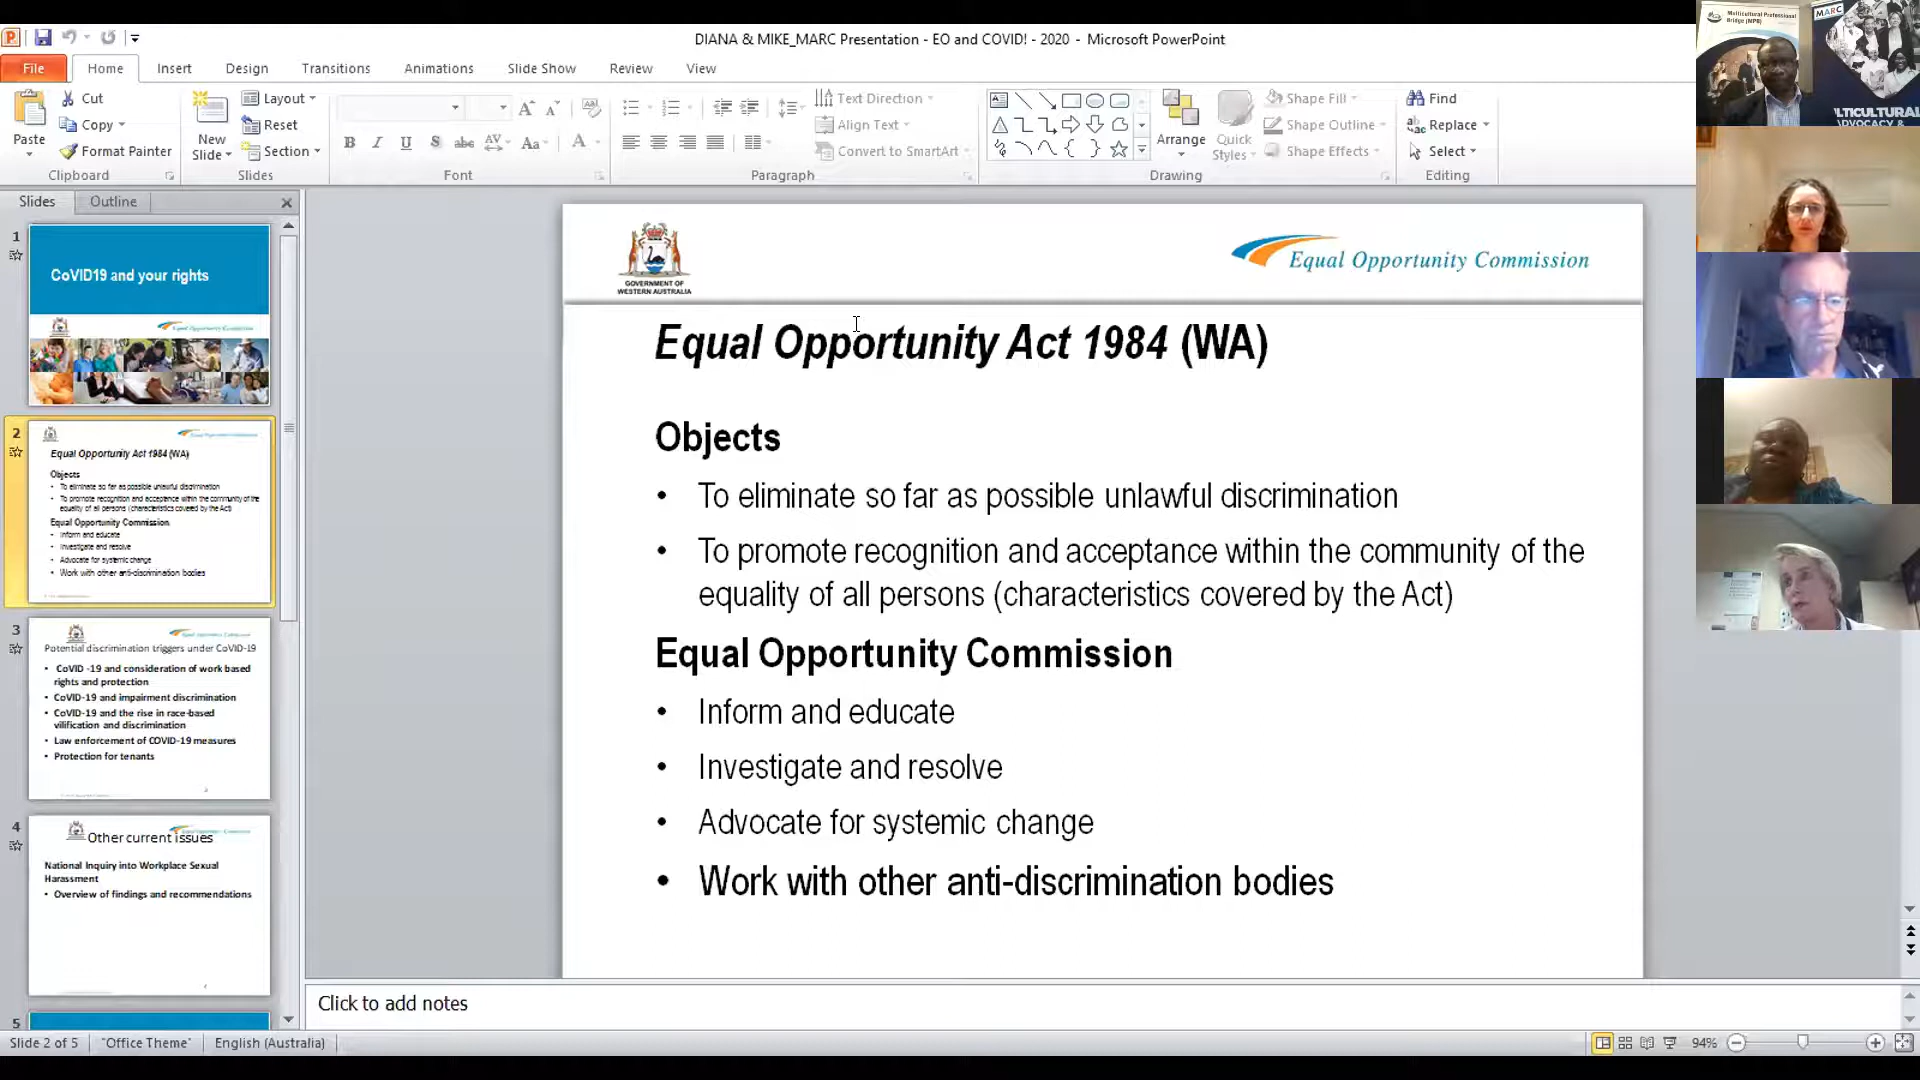 DIANA & MIKE_MARC Presentation - EO and COVID! - 2020 - Microsoft PowerPoint
File Home Insert Design Transitions Animations Slide Show Review View
Paste
Cut
Copy
Format Painter
Clipboard
New
Slide
Layout
Reset
Section
Slides
Font
Text Direction
Align Text
Convert to SmartArt
Paragraph
Arrange
Quick
Styles
Shape Fill
Shape Outline
Shape Effects
Drawing
Find
Replace
Select
Editing
Slides Outline
1
CoVID19 and your rights
Equal Opportunity Commission
2
Equal Opportunity Act 1984 (WA)
Objects
• To eliminate so far as possible unlawful discrimination
• To promote recognition and acceptance within the community of the
equality of all persons (characteristics covered by the Act)
Equal Opportunity Commission
• Inform and educate
• Investigate and resolve
• Advocate for systemic change
• Work with other anti-discrimination bodies
3
Potential discrimination triggers under CoVID-19
• CoVID -19 and consideration of work based
rights and protection
• CoVID-19 and impairment discrimination
• CoVID-19 and the rise in race-based
vilification and discrimination
• Law enforcement of COVID-19 measures
• Protection for tenants
4
Other current issues
National Inquiry into Workplace Sexual
Harassment
• Overview of findings and recommendations
5
GOVERNMENT OF
WESTERN AUSTRALIA
Equal Opportunity Commission
Equal Opportunity Act 1984 (WA)
Objects
• To eliminate so far as possible unlawful discrimination
• To promote recognition and acceptance within the community of the
equality of all persons (characteristics covered by the Act)
Equal Opportunity Commission
• Inform and educate
• Investigate and resolve
• Advocate for systemic change
• Work with other anti-discrimination bodies
Click to add notes
Slide 2 of 5 "Office Theme" English (Australia) 94%
Multicultural Professional
Bridge (MPB)
MARC
LTICULTURAL